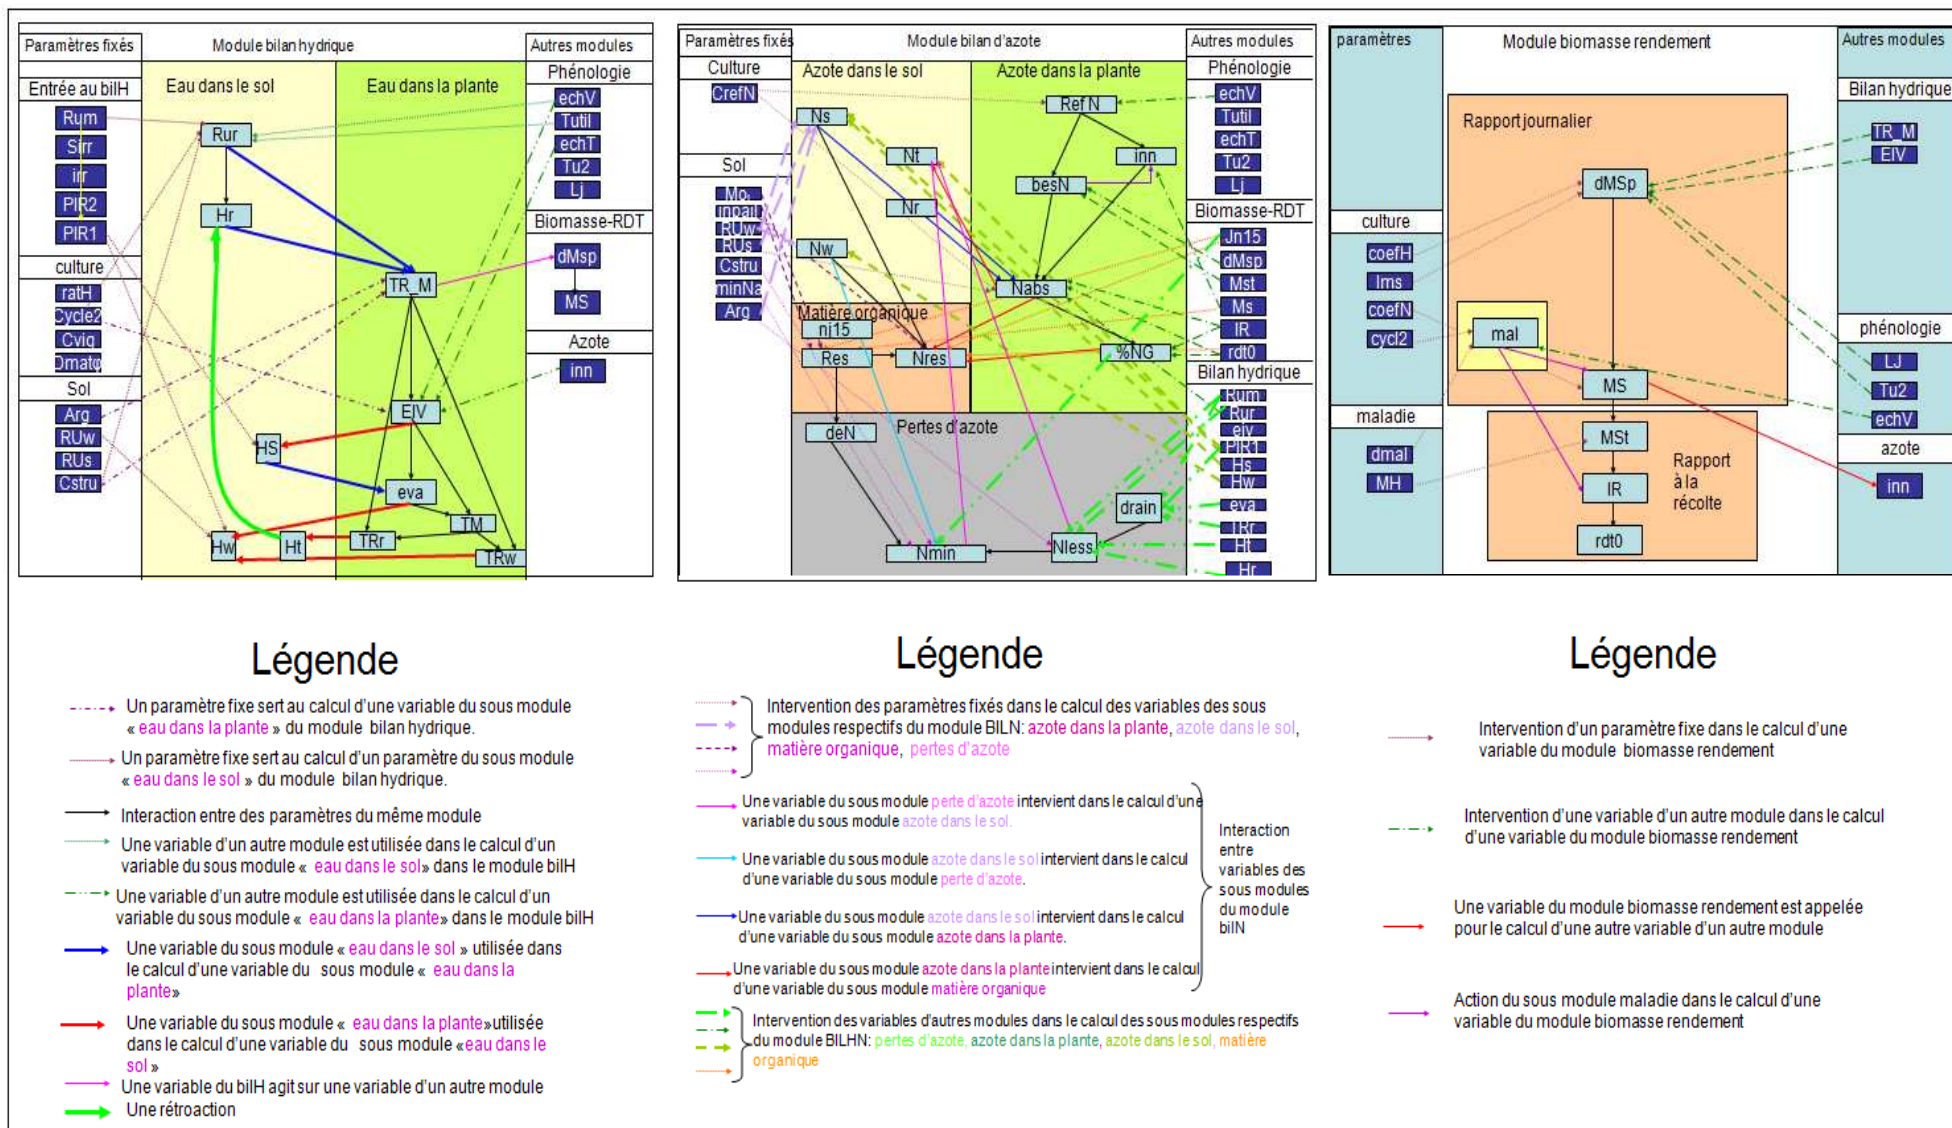 Paramètres fixés
Module bilan hydrique
Autres modules
Phénologie
Entrée au bilH
Eau dans le sol
Eau dans la plante
echV
Rum
Tutil
Rur
Sirr
echT
irr
Tu2
PIR2
Lj
Hr
PIR1
Biomasse-RDT
culture
dMsp
TR_M
ratH
MS
Cycle2
Cvig
Azote
Sol
inn
Arg
EIV
RUw
HS
RUs
Cstru
eva
TM
Hw
Ht
TRr
TRw
Paramètres fixés
Module bilan d'azote
Autres modules
Culture
Azote dans le sol
Azote dans la plante
Phénologie
CrefN
Ref N
echV
Ns
Tutil
echT
Nt
inn
Tu2
Sol
besN
Lj
Mo.
Nr
Biomasse-RDT
RUw
Jn15
RUs
Nw
dMsp
Cstru
Nabs
Mst
minNa
Ms
Arg
Matière organique
IR
nj15
rdt0
Res
Nres
%NG
Bilan hydrique
Rum
Rur
deN
Pertes d'azote
eiv
PIR1
Hs
Hw
drain
eva
TRr
Nmin
Nless
Ht
Hr
paramètres
Module biomasse rendement
Autres modules
Bilan hydrique
Rapport journalier
TR_M
EIV
dMSp
culture
coefH
Ims
coefN
mal
phénologie
cycl2
LJ
MS
Tu2
maladie
echV
MSt
azote
dmal
Rapport
à la
récolte
MH
IR
inn
rdt0
Légende
Un paramètre fixe sert au calcul d'une variable du sous module
« eau dans la plante » du module bilan hydrique.
Un paramètre fixe sert au calcul d'un paramètre du sous module
« eau dans le sol » du module bilan hydrique.
Interaction entre des paramètres du même module
Une variable d'un autre module est utilisée dans le calcul d'un
variable du sous module « eau dans le sol» dans le module bilH
Une variable d'un autre module est utilisée dans le calcul d'un
variable du sous module « eau dans la plante» dans le module bilH
Une variable du sous module « eau dans le sol » utilisée dans
le calcul d'une variable du sous module « eau dans la
plante»
Une variable du sous module « eau dans la plante»utilisée
dans le calcul d'une variable du sous module «eau dans le
sol »
Une variable du bilH agit sur une variable d'un autre module
Une rétroaction
Légende
Intervention des paramètres fixés dans le calcul des variables des sous
modules respectifs du module BILN: azote dans la plante, azote dans le sol,
matière organique, pertes d'azote
Une variable du sous module perte d'azote intervient dans le calcul d'une
variable du sous module azote dans le sol.
Une variable du sous module azote dans le sol intervient dans le calcul
d'une variable du sous module perte d'azote.
Une variable du sous module azote dans le sol intervient dans le calcul
d'une variable du sous module azote dans la plante.
Une variable du sous module azote dans la plante intervient dans le calcul
d'une variable du sous module matière organique
Interaction
entre
variables des
sous modules
du module
bilN
Intervention des variables d'autres modules dans le calcul des sous modules respectifs
du module BILHN: pertes d'azote, azote dans la plante, azote dans le sol, matière
organique
Légende
Intervention d'un paramètre fixe dans le calcul d'une
variable du module biomasse rendement
Intervention d'une variable d'un autre module dans le calcul
d'une variable du module biomasse rendement
Une variable du module biomasse rendement est appelée
pour le calcul d'une autre variable d'un autre module
Action du sous module maladie dans le calcul d'une
variable du module biomasse rendement